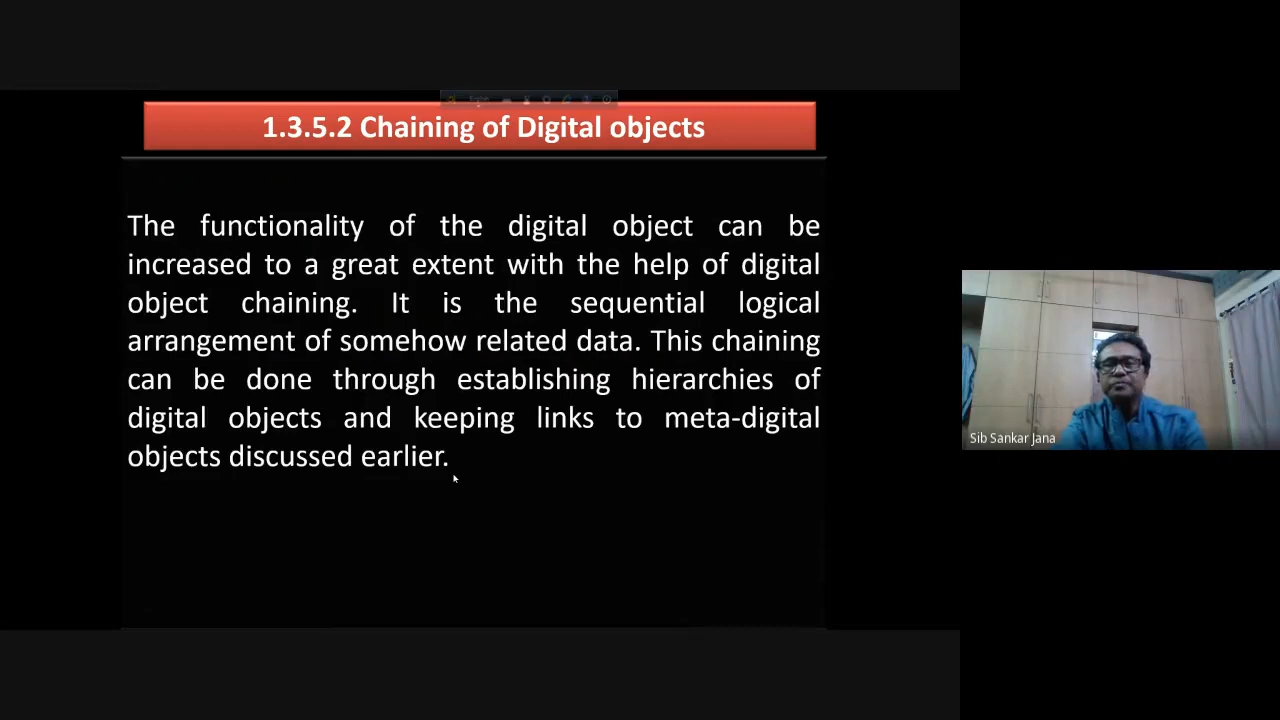 1.3.5.2 Chaining of Digital objects
The functionality of the digital object can be
increased to a great extent with the help of digital
object chaining. It is the sequential logical
arrangement of somehow related data. This chaining
can be done through establishing hierarchies of
digital objects and keeping links to meta-digital
objects discussed earlier.
Sib Sankar Jana